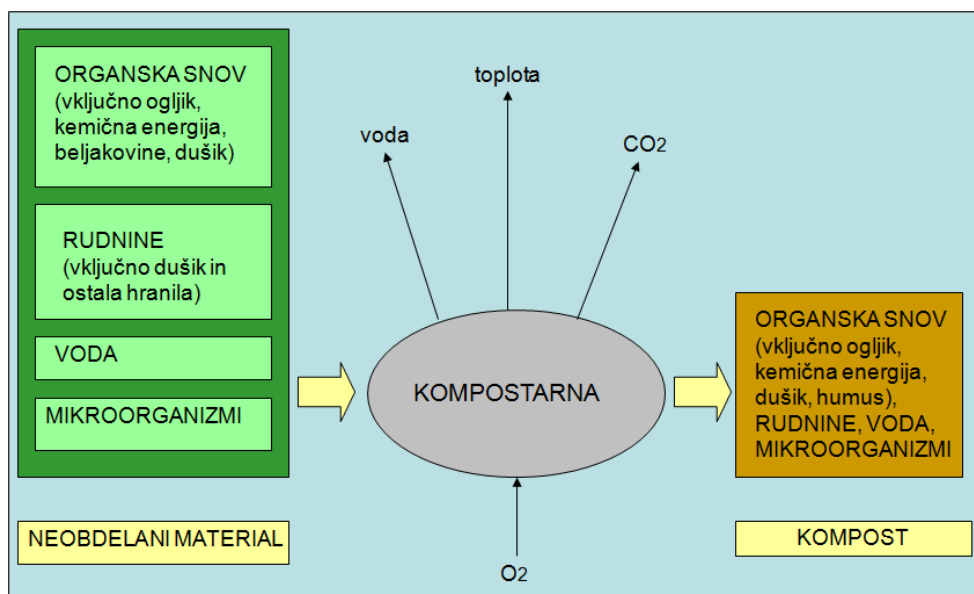 ORGANSKA SNOV
(vključno ogljik,
kemična energija,
beljakovine, dušik)
RUDNINE
(vključno dušik in
ostala hranila)
VODA
MIKROORGANIZMI
NEOBDELANI MATERIAL
voda
toplota
CO2
KOMPOSTARNA
O2
ORGANSKA SNOV
(vključno ogljik,
kemična energija,
dušik, humus),
RUDNINE, VODA,
MIKROORGANIZMI
KOMPOST